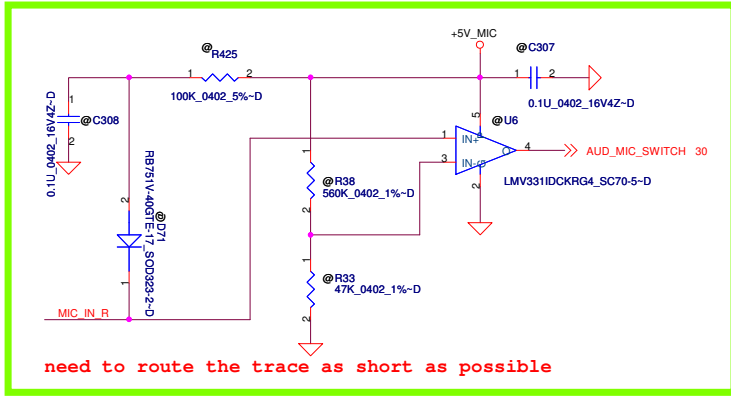 +5V_MIC
@
R425
1
2
100K_0402_5%~D
@C307
1
2
0.1U_0402_16V4Z~D
1
@C308
2
0.1U_0402_16V4Z~D
@U6
5
1
IN+
3
IN-
O
4
2
AUD_MIC_SWITCH 30
LMV331IDCKRG4_SC70-5~D
1
@R38
560K_0402_1%~D
2
2
@D71
RB751V-40GTE-17_SOD323-2~D
1
1
@R33
47K_0402_1%~D
2
MIC_IN_R
need to route the trace as short as possible